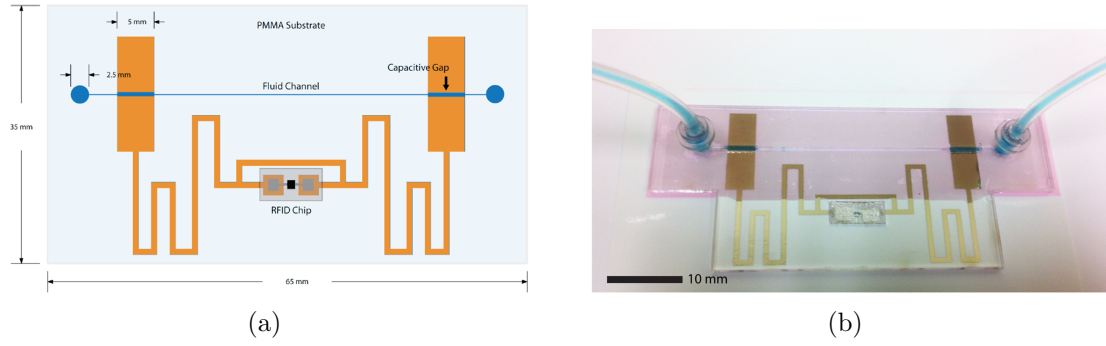 5 mm
PMMA Substrate
Capacitive Gap
2.5 mm
Fluid Channel
35 mm
RFID Chip
65 mm
10 mm
(a)
(b)